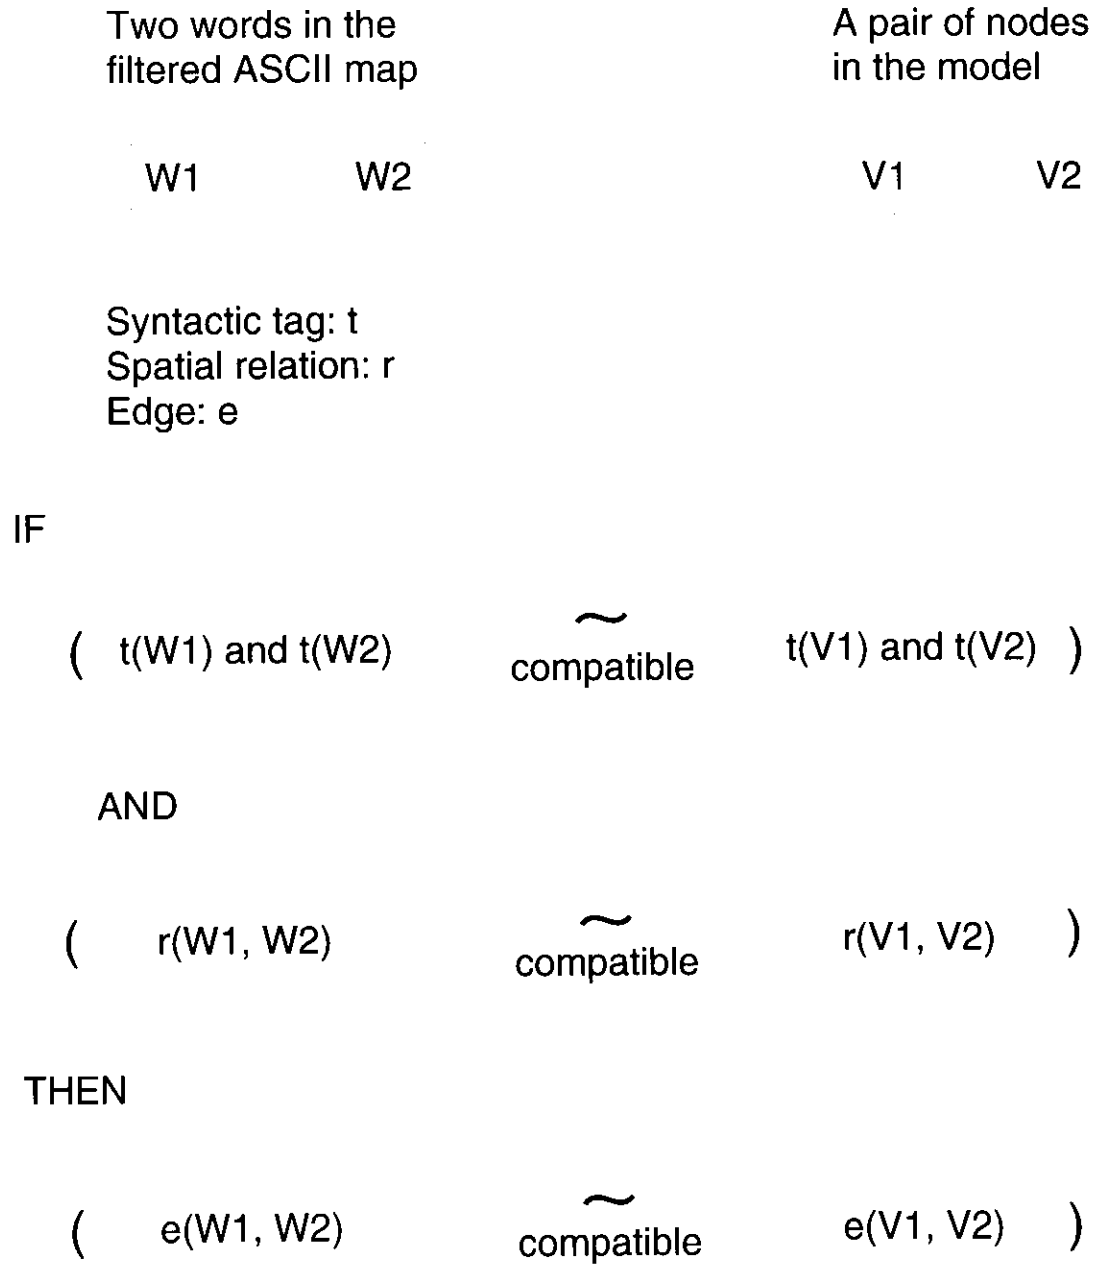 Two words in the
filtered ASCII map
A pair of nodes
in the model
W1 W2 V1 V2
Syntactic tag: t
Spatial relation: r
Edge: e
IF
( t(W1) and t(W2) ~ compatible t(V1) and t(V2) )
AND
( r(W1, W2) ~ compatible r(V1, V2) )
THEN
( e(W1, W2) ~ compatible e(V1, V2) )